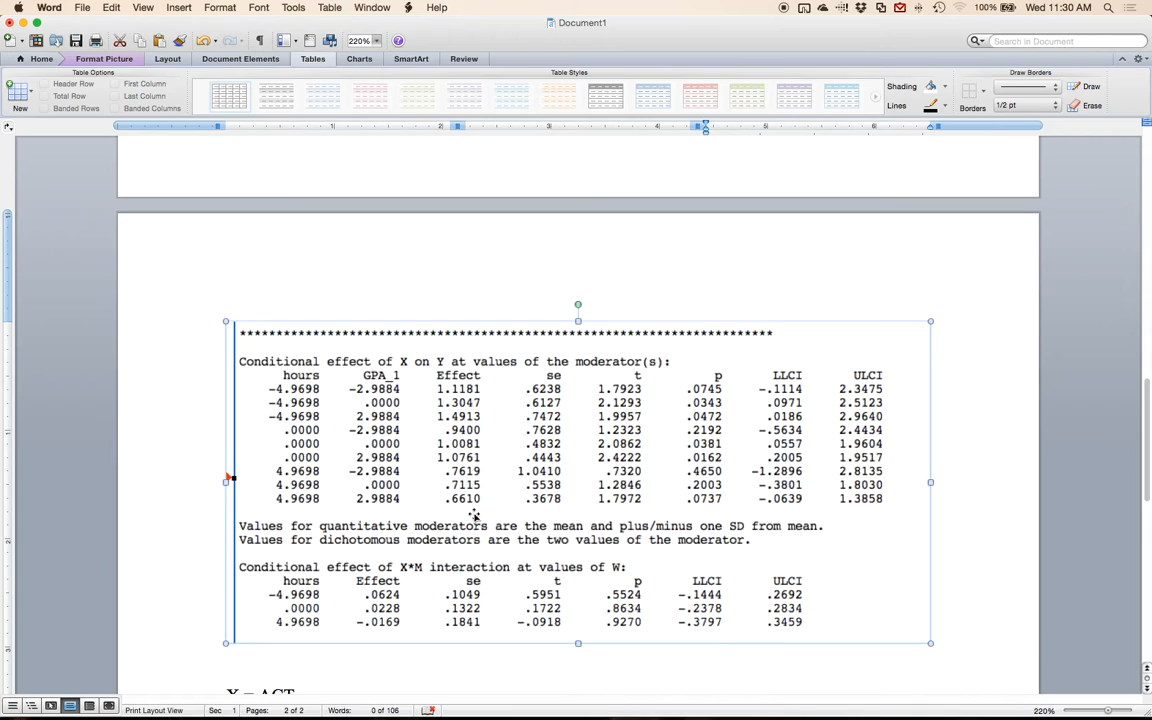 Word File Edit View Insert Format Font Tools Table Window Help 100% Wed 11:30 AM
Document1
220% Search in Document
Home Format Picture Layout Document Elements Tables Charts SmartArt Review
Table Options Table Styles Draw Borders
Header Row First Column Shading Draw
Total Row Last Column
New Banded Rows Banded Columns Lines Borders 1/2 pt Erase
*******************************************************************************
Conditional effect of X on Y at values of the moderator(s):
hours GPA_1 Effect se t p LLCI ULCI
-4.9698 -2.9884 1.1181 .6238 1.7923 .0745 -.1114 2.3475
-4.9698 .0000 1.3047 .6127 2.1293 .0343 .0971 2.5123
-4.9698 2.9884 1.4913 .7472 1.9957 .0472 .0186 2.9640
.0000 -2.9884 .9400 .7628 1.2323 .2192 -.5634 2.4434
.0000 .0000 1.0081 .4832 2.0862 .0381 .0557 1.9604
.0000 2.9884 1.0761 .4443 2.4222 .0162 .2005 1.9517
4.9698 -2.9884 .7619 1.0410 .7320 .4650 -1.2896 2.8135
4.9698 .0000 .7115 .5538 1.2846 .2003 -.3801 1.8030
4.9698 2.9884 .6610 .3678 1.7972 .0737 -.0639 1.3858
Values for quantitative moderators are the mean and plus/minus one SD from mean.
Values for dichotomous moderators are the two values of the moderator.
Conditional effect of X*M interaction at values of W:
hours Effect se t p LLCI ULCI
-4.9698 .0624 .1049 .5951 .5524 -.1444 .2692
.0000 .0228 .1322 .1722 .8634 -.2378 .2834
4.9698 -.0169 .1841 -.0918 .9270 -.3797 .3459
X = ACT
Print Layout View Sec 1 Pages: 2 of 2 Words: 0 of 106 220%